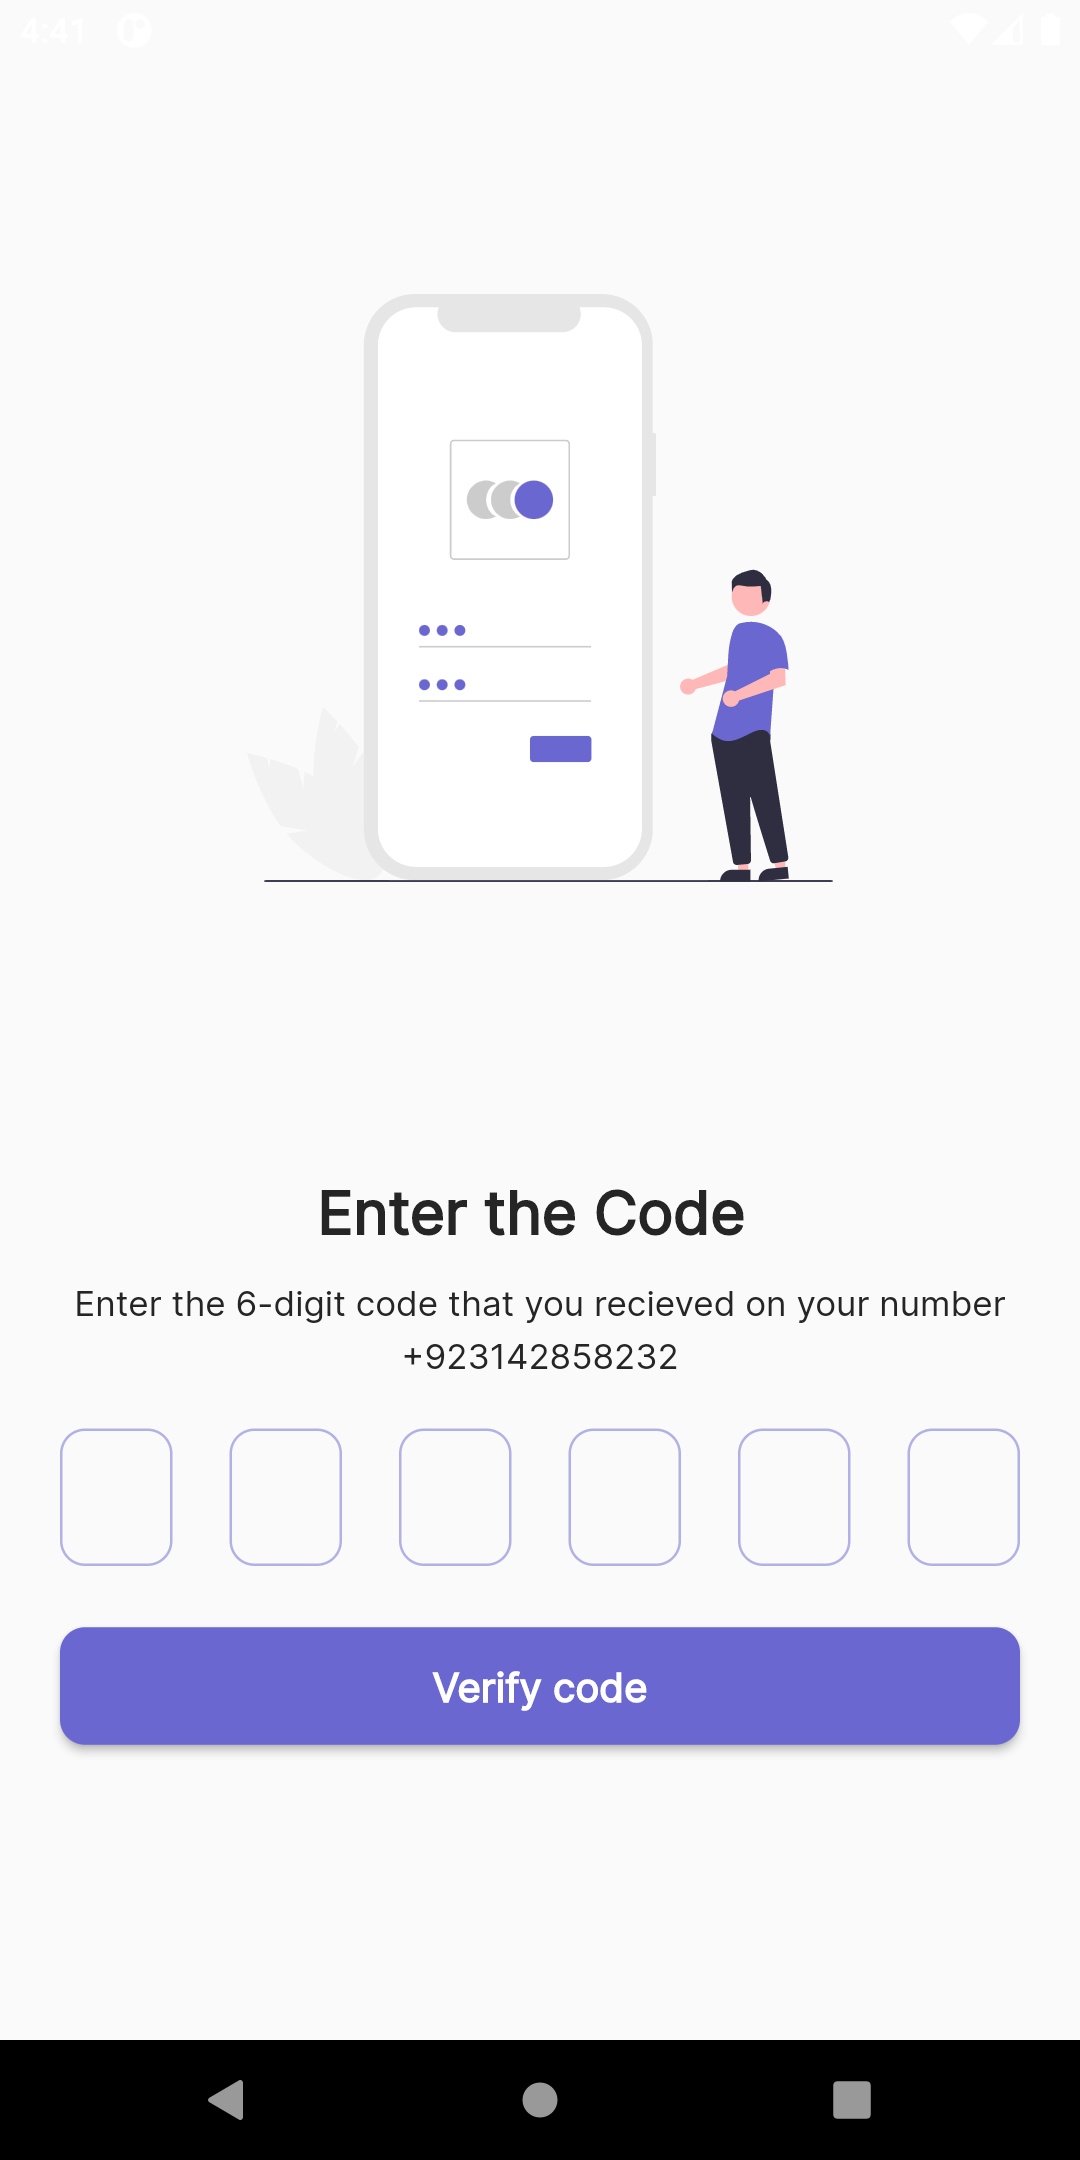 4:41
Enter the Code
Enter the 6-digit code that you recieved on your number
+923142858232
Verify code